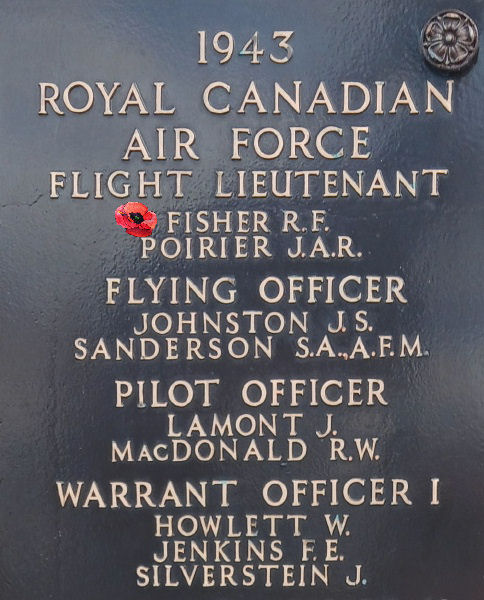 1943
ROYAL CANADIAN
AIR FORCE
FLIGHT LIEUTENANT
FISHER R.F.
POIRIER J.A.R.
FLYING OFFICER
JOHNSTON J.S.
SANDERSON S.A.,A.F.M.
PILOT OFFICER
LAMONT J.
MACDONALD R.W.
WARRANT OFFICER I
HOWLETT W.
JENKINS F.E.
SILVERSTEIN J.